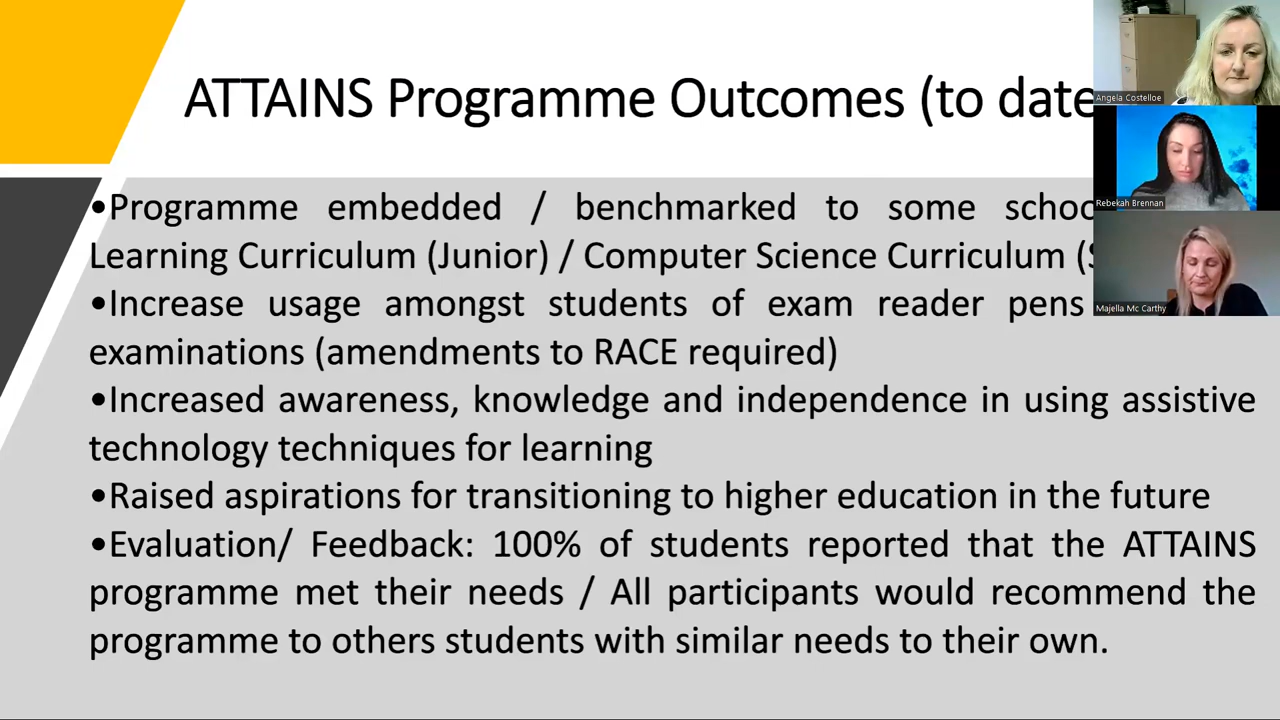 ATTAINS Programme Outcomes (to date
•Programme embedded / benchmarked to some
Learning Curriculum (Junior) / Computer Science Curriculum
•Increase usage amongst students of exam reader pens
examinations (amendments to RACE required)
•Increased awareness, knowledge and independence in using assistive
technology techniques for learning
•Raised aspirations for transitioning to higher education in the future
•Evaluation/ Feedback: 100% of students reported that the ATTAINS
programme met their needs / All participants would recommend the
programme to others students with similar needs to their own.
Angela Costelloe
Rebekah Brennan
Majella Mc Carthy